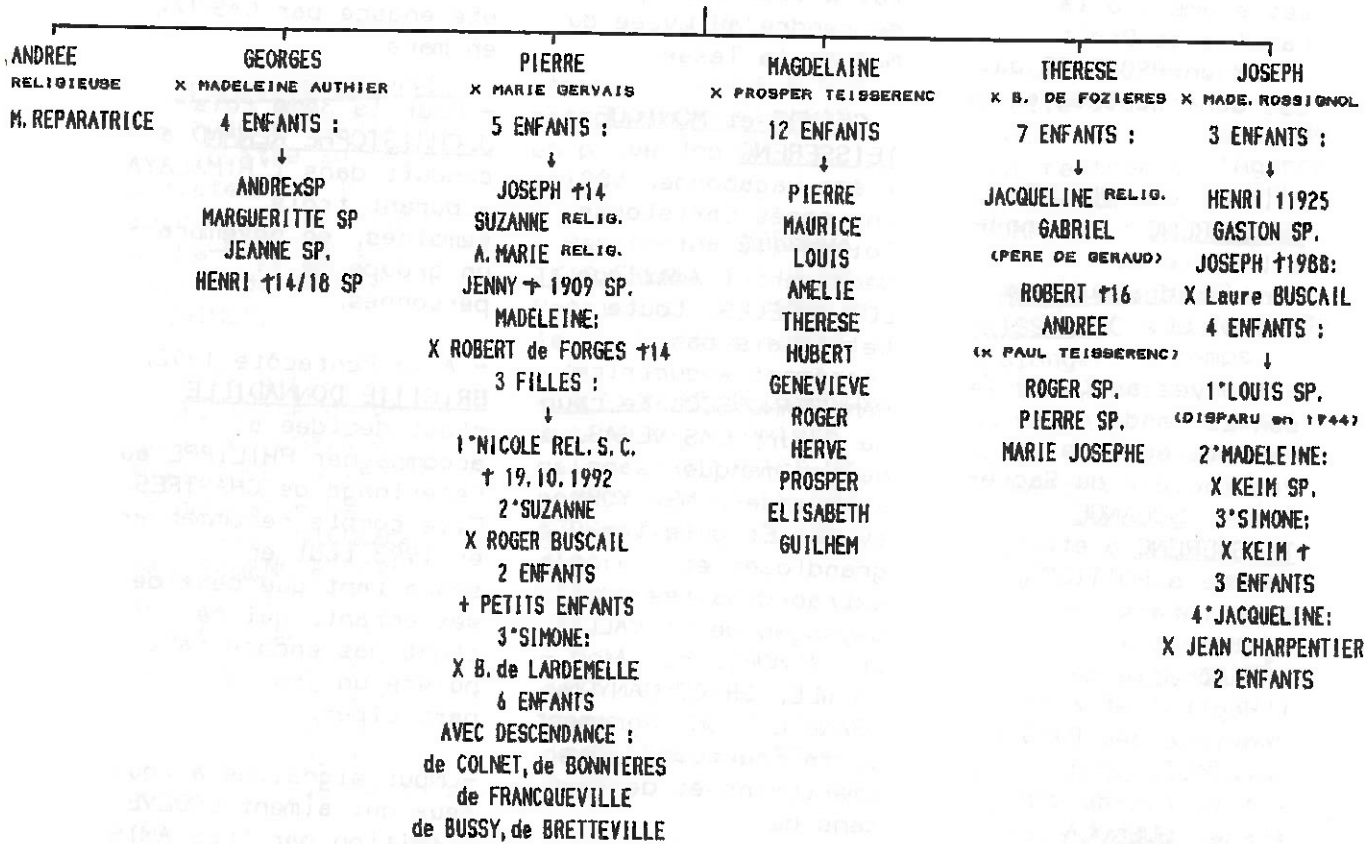 ANDREE
RELIGIEUSE
M. REPARATRICE
GEORGES
X MADELEINE AUTHIER
4 ENFANTS :
↓
ANDRExSP
MARGUERITTE SP
JEANNE SP.
HENRI †14/18 SP
PIERRE
X MARIE GERVAIS
5 ENFANTS :
↓
JOSEPH †14.
SUZANNE RELIG.
A. MARIE RELIG.
JENNY † 1909 SP.
MADELEINE:
X ROBERT de FORGES †14
3 FILLES :
↓
1°NICOLE REL. S. C.
† 19.10.1992
2°SUZANNE
X ROGER BUSCAIL
2 ENFANTS
+ PETITS ENFANTS
3°SIMONE:
X B. de LARDEMELLE
6 ENFANTS
AVEC DESCENDANCE :
de COLNET, de BONNIERES
de FRANCQUEVILLE
de BUSSY, de BRETTEVILLE
MAGDELAINE
X PROSPER TEISSERENC
12 ENFANTS
↓
PIERRE
MAURICE
LOUIS
AMELIE
THERESE
HUBERT
GENEVIEVE
ROGER
HERVE
PROSPER
ELISABETH
GUILHEM
THERESE
X B. DE FOZIERES
7 ENFANTS :
↓
JACQUELINE RELIG.
GABRIEL
(PERE DE GERAUD)
ROBERT †16
ANDREE
(X PAUL TEISSERENC)
ROGER SP.
PIERRE SP.
MARIE JOSEPHE
JOSEPH
X MADE. ROSSIGNOL
3 ENFANTS :
↓
HENRI †1925
GASTON SP.
JOSEPH †1988:
X Laure BUSCAIL
4 ENFANTS :
↓
1°LOUIS SP.
(DISPARU en 1944)
2°MADELEINE:
X KEIM SP.
3°SIMONE:
X KEIM †
3 ENFANTS
4°JACQUELINE:
X JEAN CHARPENTIER
2 ENFANTS